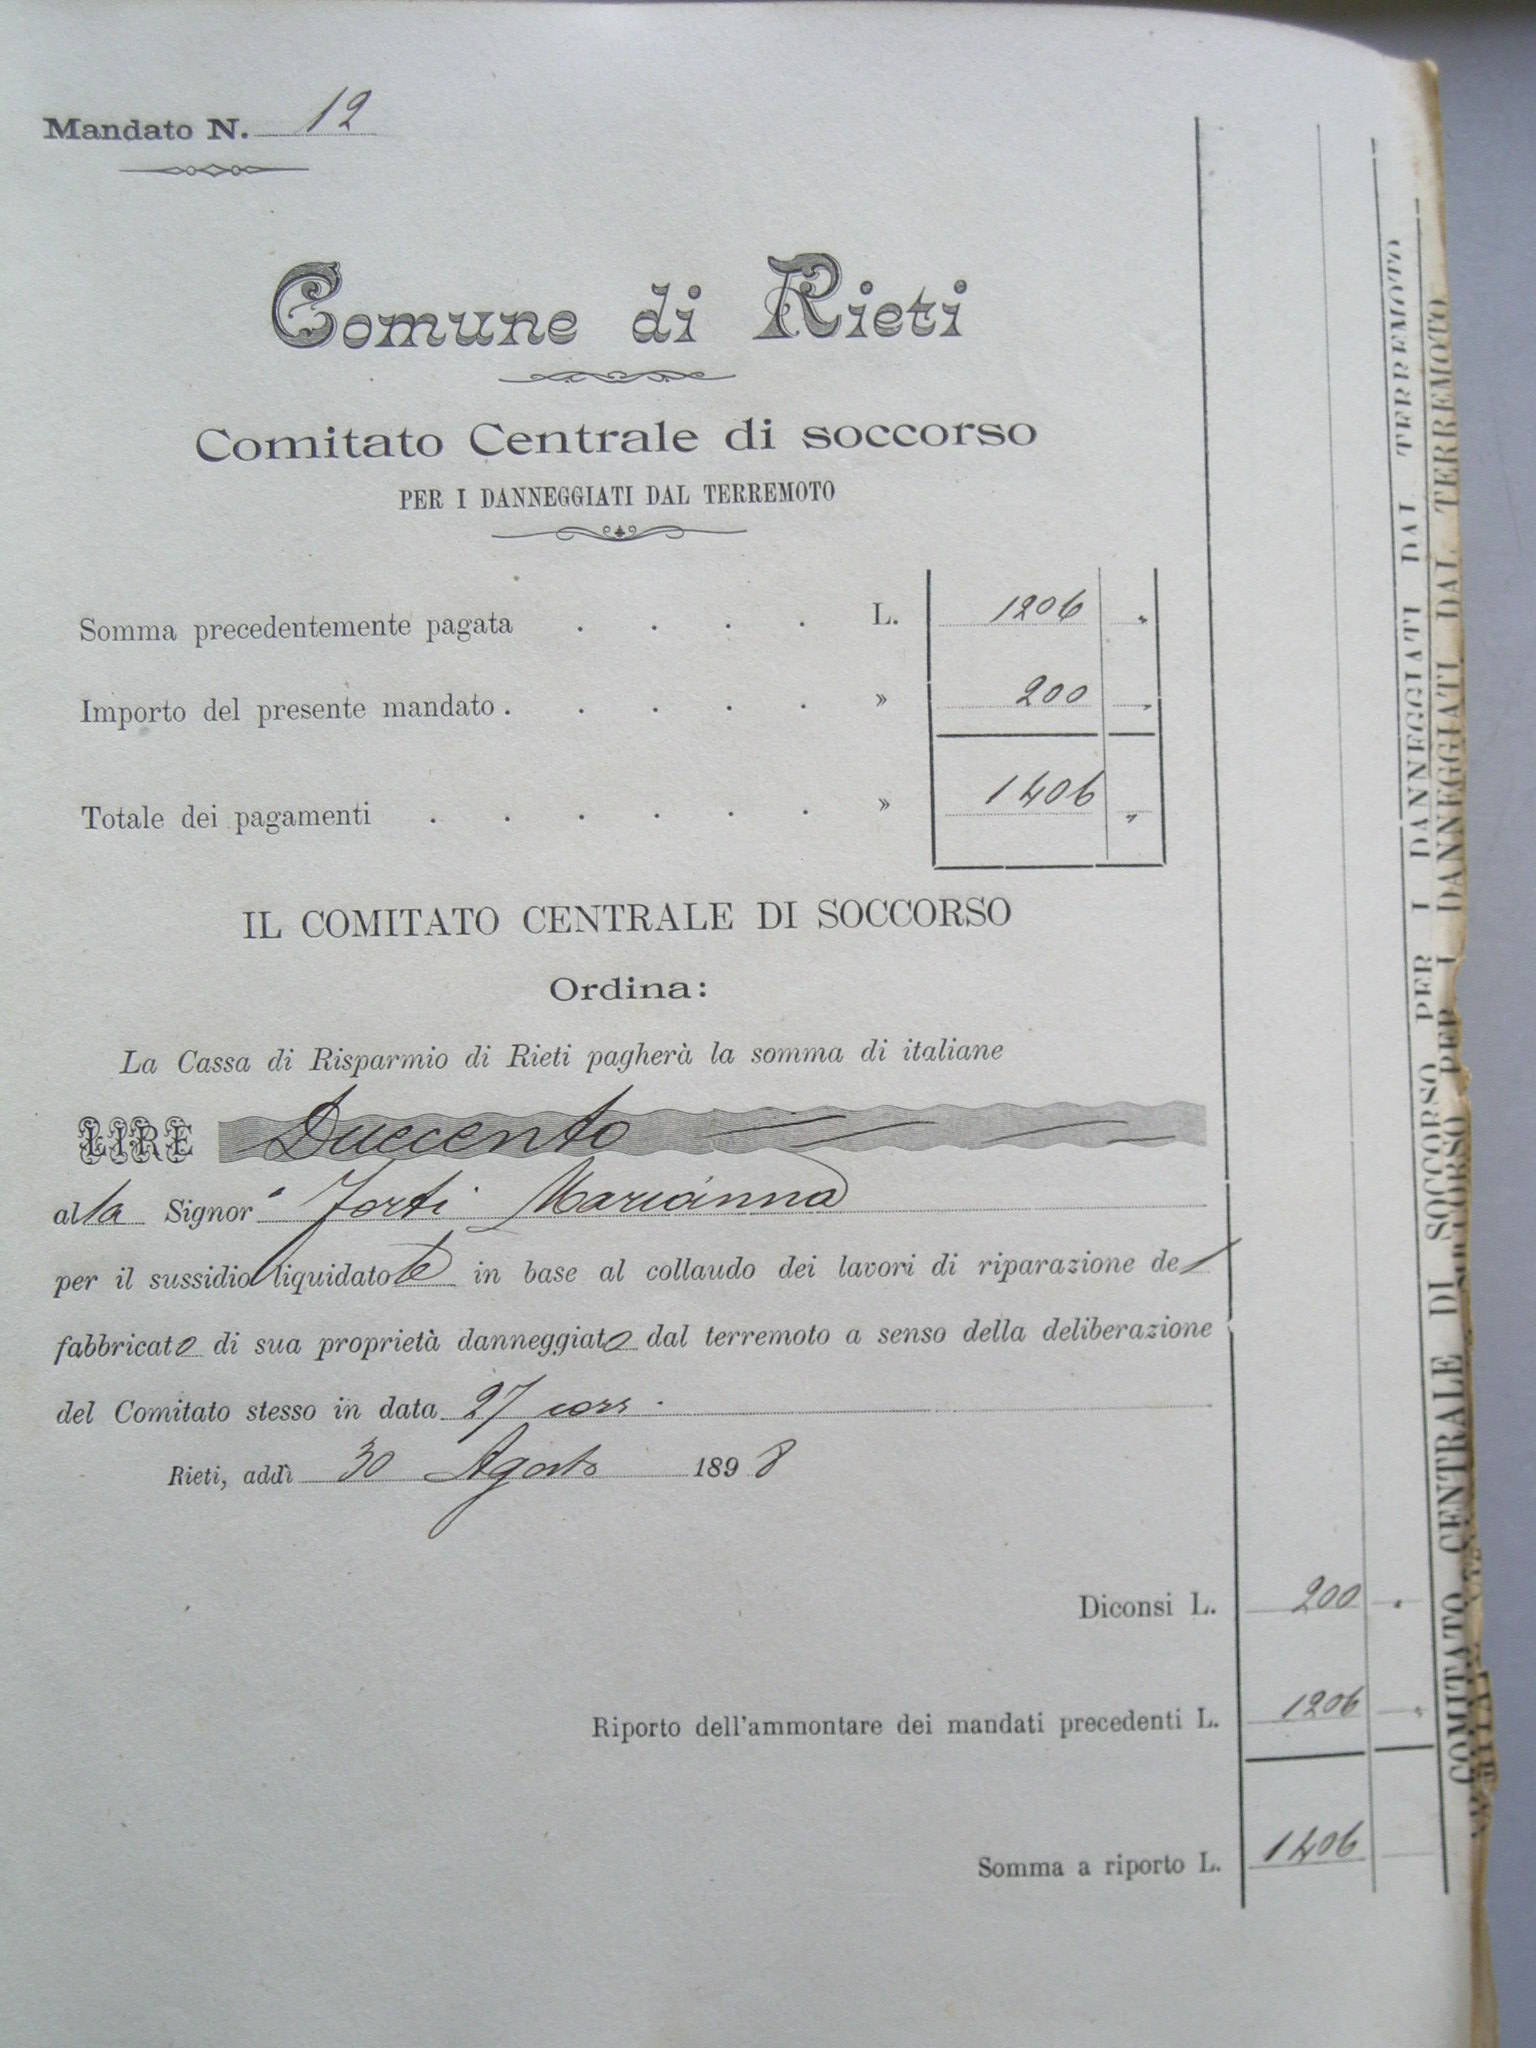 Mandato N. 12
Comune di Rieti
Comitato Centrale di soccorso
PER I DANNEGGIATI DAL TERREMOTO
Somma precedentemente pagata . . . . L. 1206 "
Importo del presente mandato . . . . . » 200 "
Totale dei pagamenti . . . . . . » 1406 "
IL COMITATO CENTRALE DI SOCCORSO
Ordina:
La Cassa di Risparmio di Rieti pagherà la somma di italiane
LIRE Duecento
alla Signora Forti Marianna
per il sussidio liquidatole in base al collaudo dei lavori di riparazione del
fabbricato di sua proprietà danneggiato dal terremoto a senso della deliberazione
del Comitato stesso in data 27 corr.
Rieti, addì 30 Agosto 1898
Diconsi L. 200 "
Riporto dell'ammontare dei mandati precedenti L. 1206 "
Somma a riporto L. 1406
COMITATO CENTRALE DI SOCCORSO PER I DANNEGGIATI DAL TERREMOTO
SOCCORSO PER I DANNEGGIATI DAL TERREMOTO